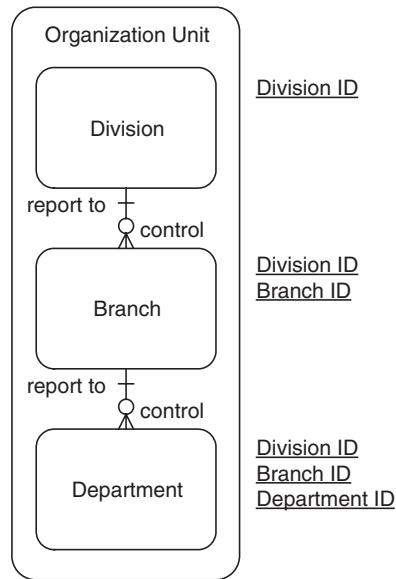 Organization Unit
Division ID
Division
report to
control
Division ID
Branch ID
Branch
report to
control
Division ID
Branch ID
Department
Department ID